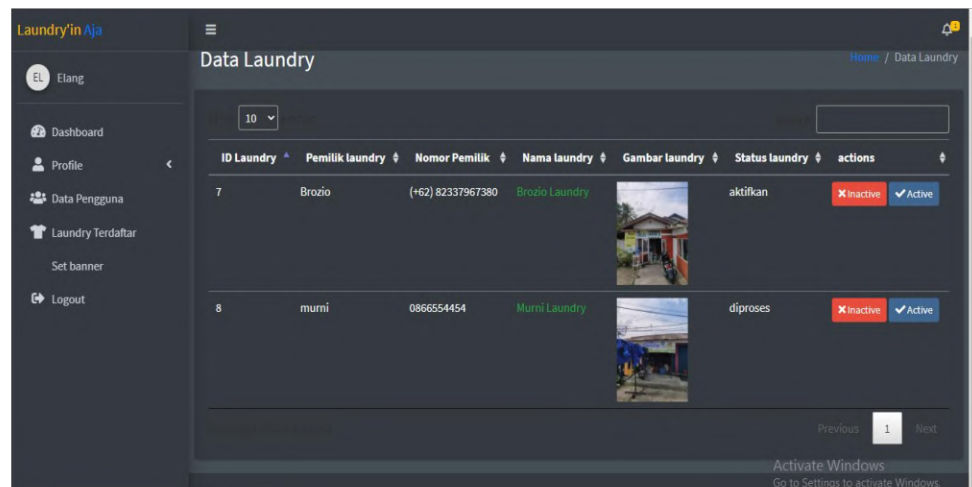 Laundry'in Aja
1
EL Elang
Data Laundry
Home / Data Laundry
Dashboard
Profile
Data Pengguna
Laundry Terdaftar
Set banner
Logout
10
ID Laundry Pemilik laundry Nomor Pemilik Nama laundry Gambar laundry Status laundry actions
7 Brozio (+62) 82337967380 Brozio Laundry aktifkan Inactive Active
8 murni 0866554454 Murni Laundry diproses Inactive Active
Previous 1 Next
Activate Windows
Go to Settings to activate Windows.